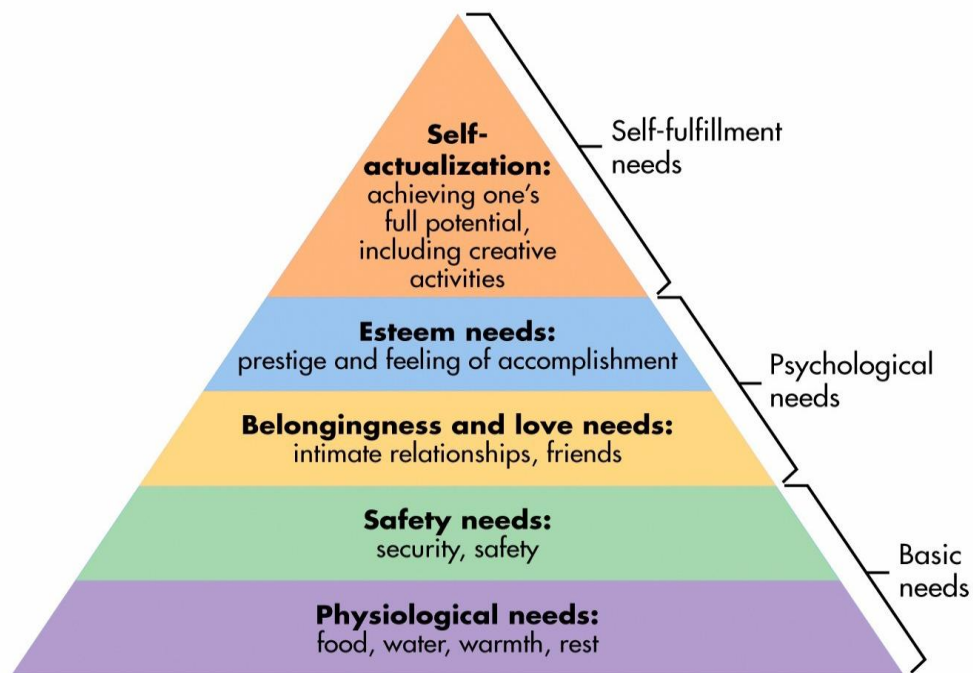 Self-
actualization:
achieving one's
full potential,
including creative
activities
Self-fulfillment
needs
Esteem needs:
prestige and feeling of accomplishment
Psychological
needs
Belongingness and love needs:
intimate relationships, friends
Safety needs:
security, safety
Basic
needs
Physiological needs:
food, water, warmth, rest